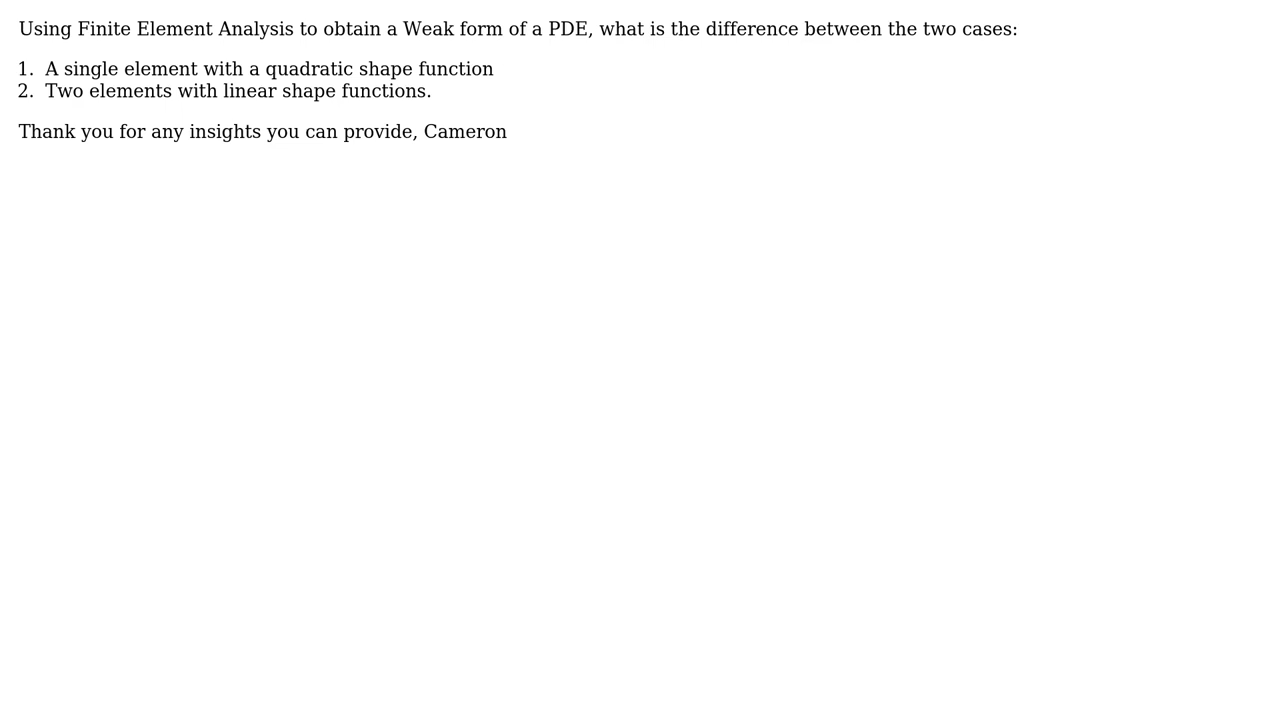 Using Finite Element Analysis to obtain a Weak form of a PDE, what is the difference between the two cases:
1. A single element with a quadratic shape function
2. Two elements with linear shape functions.
Thank you for any insights you can provide, Cameron